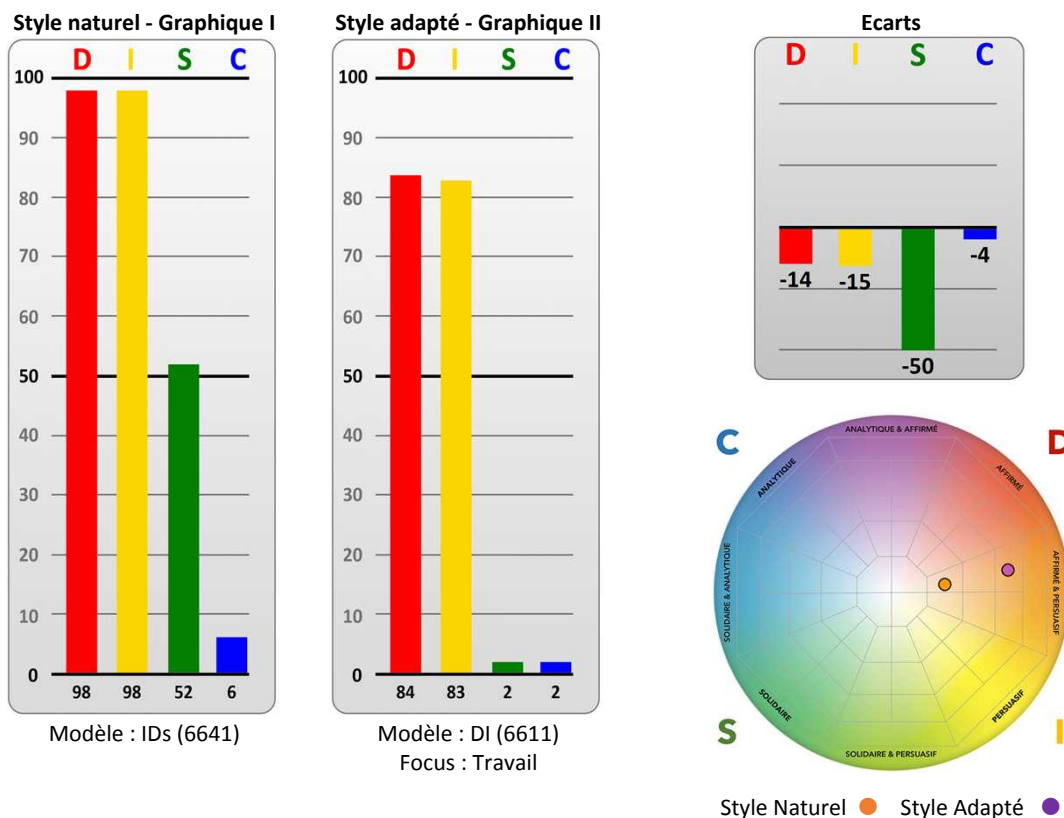 Style naturel - Graphique I
D I S C
100
90
80
70
60
50
40
30
20
10
0
98 98 52 6
Modèle : IDs (6641)
Style adapté - Graphique II
D I S C
100
90
80
70
60
50
40
30
20
10
0
84 83 2 2
Modèle : DI (6611)
Focus : Travail
Ecarts
D I S C
-14 -15 -50 -4
C
D
S
I
ANALYTIQUE & AFFIRMÉ
AFFIRMÉ
AFFIRMÉ & PERSUASIF
PERSUASIF
SOLIDAIRE & PERSUASIF
SOLIDAIRE
SOLIDAIRE & ANALYTIQUE
ANALYTIQUE
Style Naturel Style Adapté